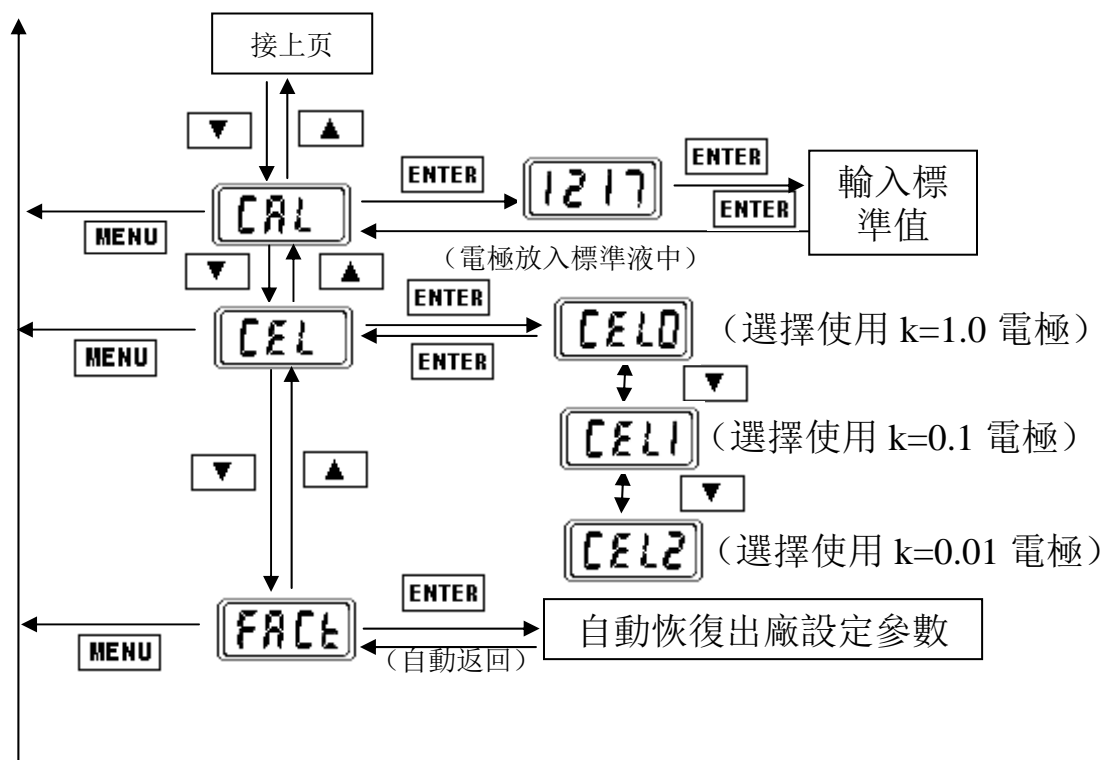 接上页
▼ ▲
ENTER 1217 ENTER 輸入標
CAL ENTER 準值
MENU (電極放入標準液中)
▼ ▲
ENTER
CEL CEL0 (選擇使用 k=1.0 電極)
MENU ENTER
▼
CEL1 (選擇使用 k=0.1 電極)
▼ ▲ ▼
CEL2 (選擇使用 k=0.01 電極)
ENTER
FACt 自動恢復出廠設定參數
MENU (自動返回)